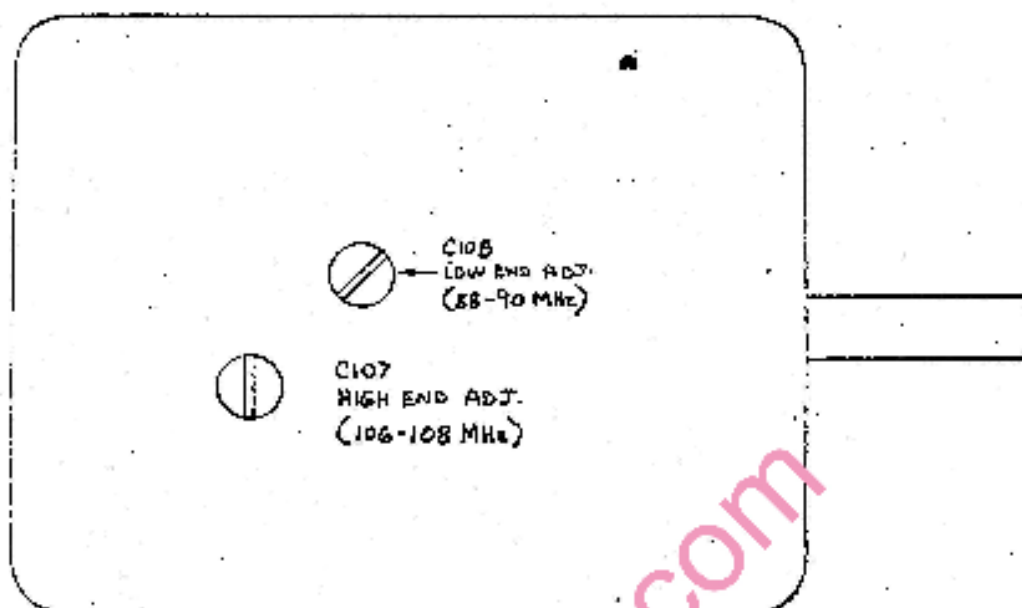 C108
LOW END ADJ.
(88-90 MHz)
C107
HIGH END ADJ.
(106-108 MHz)
com